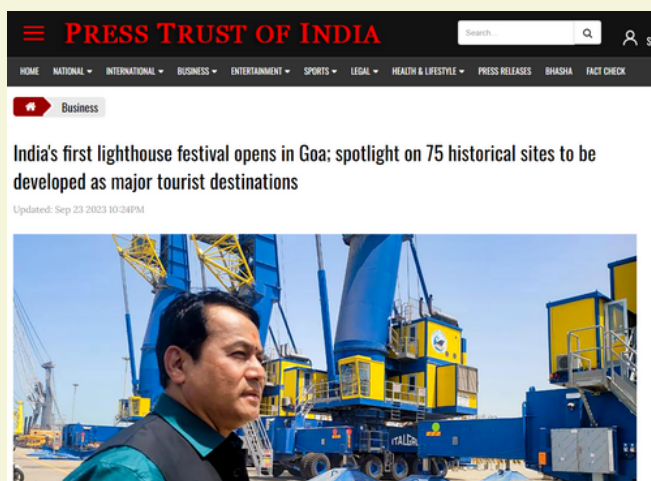 PRESS TRUST OF INDIA
Search...
S
HOME NATIONAL INTERNATIONAL BUSINESS ENTERTAINMENT SPORTS LEGAL HEALTH & LIFESTYLE PRESS RELEASES BHASHA FACT CHECK
Business
India's first lighthouse festival opens in Goa; spotlight on 75 historical sites to be
developed as major tourist destinations
Updated: Sep 23 2023 10:24PM
ITALGRU